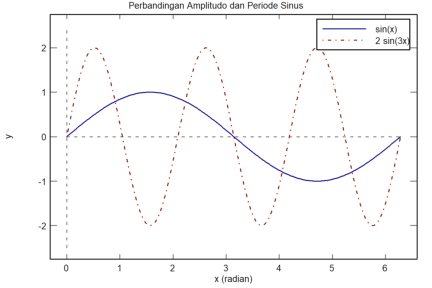 Perbandingan Amplitudo dan Periode Sinus
sin(x)
2 sin(3x)
2
1
0
-1
-2
y
0 1 2 3 4 5 6
x (radian)